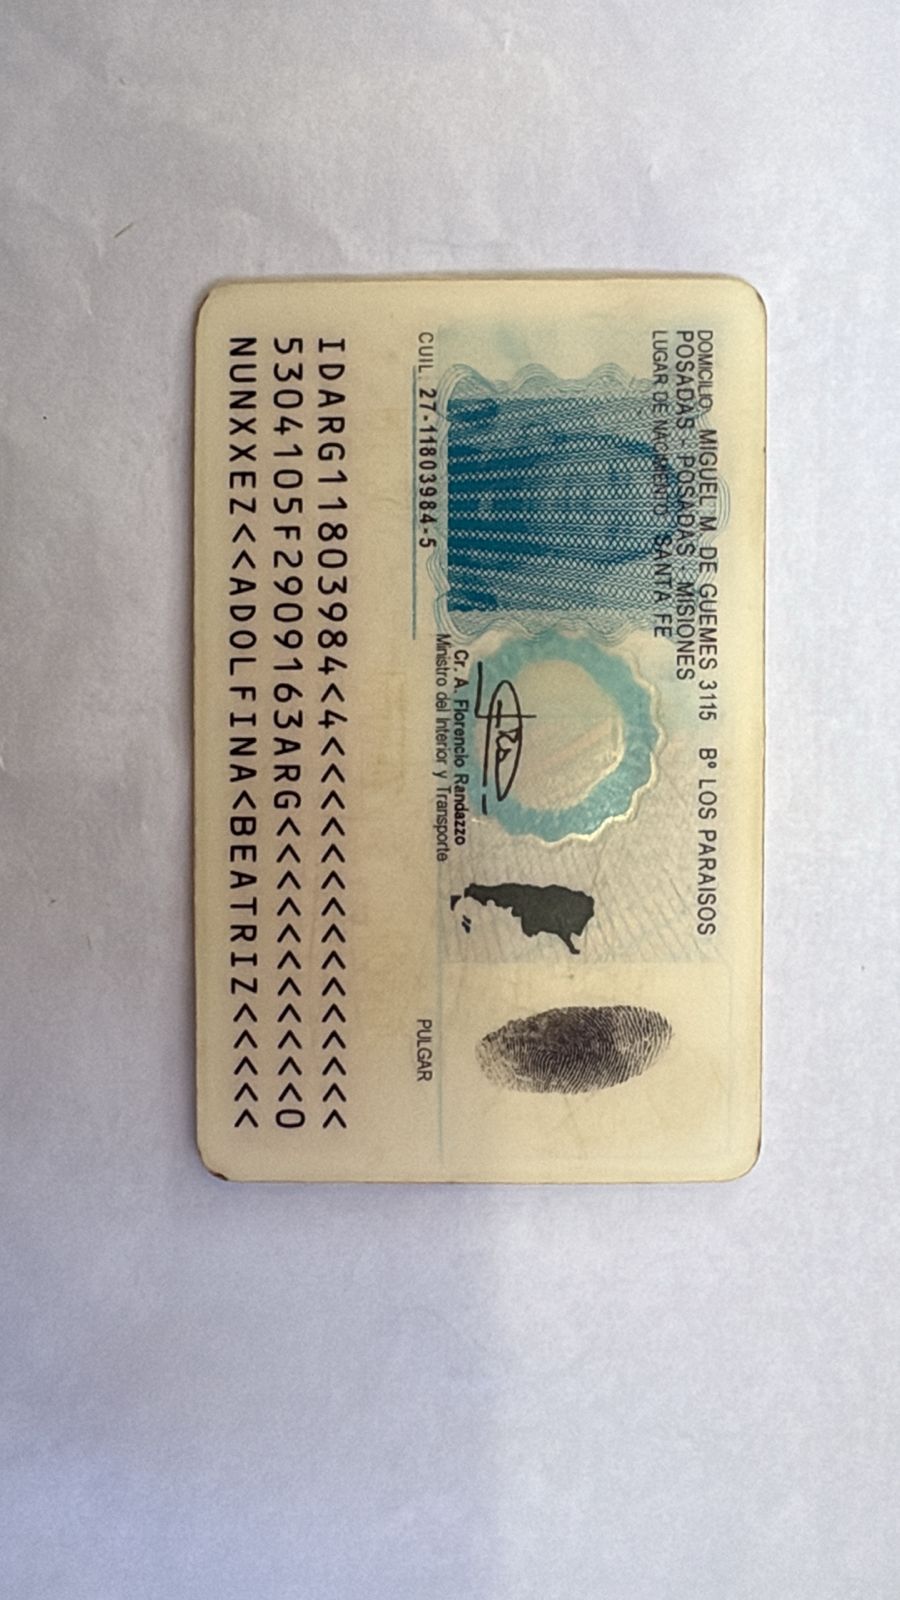 DOMICILIO MIGUEL M. DE GUEMES 3115 Bº LOS PARAISOS
POSADAS - POSADAS - MISIONES
LUGAR DE NACIMIENTO SANTA FE
Cr. A. Florencio Randazzo
Ministro del Interior y Transporte
CUIL: 27-11803984-5
PULGAR
IDARG11803984<4<<<<<<<<<<<<<<<
5304105F2909163ARG<<<<<<<<<<<0
NUNXXEZ<<ADOLFINA<BEATRIZ<<<<<